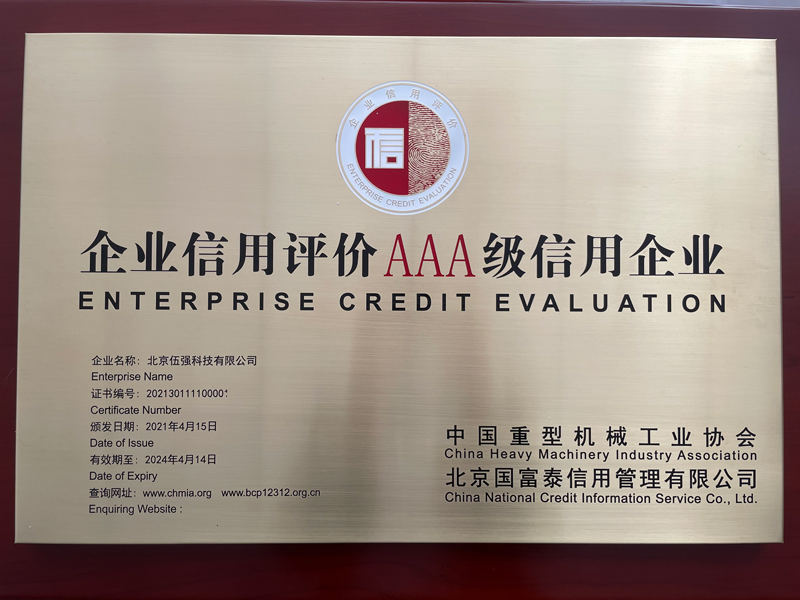 企业信用评价
信
ENTERPRISE CREDIT EVALUATION
企业信用评价AAA级信用企业
ENTERPRISE CREDIT EVALUATION
企业名称：北京伍强科技有限公司
Enterprise Name
证书编号：
Certificate Number
颁发日期：2021年4月15日
Date of Issue
有效期至：2024年4月14日
Date of Expiry
查询网址：www.chmia.org www.bcp12312.org.cn
Enquiring Website :
中国重型机械工业协会
China Heavy Machinery Industry Association
北京国富泰信用管理有限公司
China National Credit Information Service Co., Ltd.